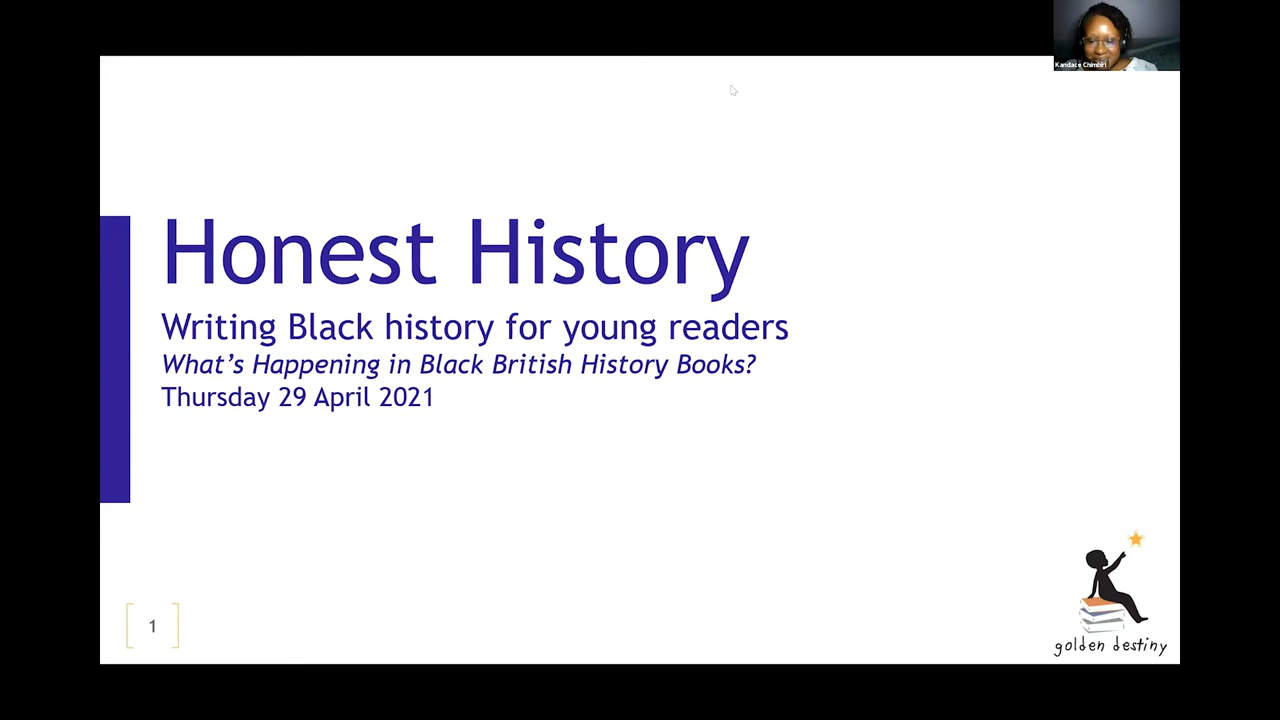 Kandace Chimbiri
Honest History
Writing Black history for young readers
What's Happening in Black British History Books?
Thursday 29 April 2021
1
golden destiny